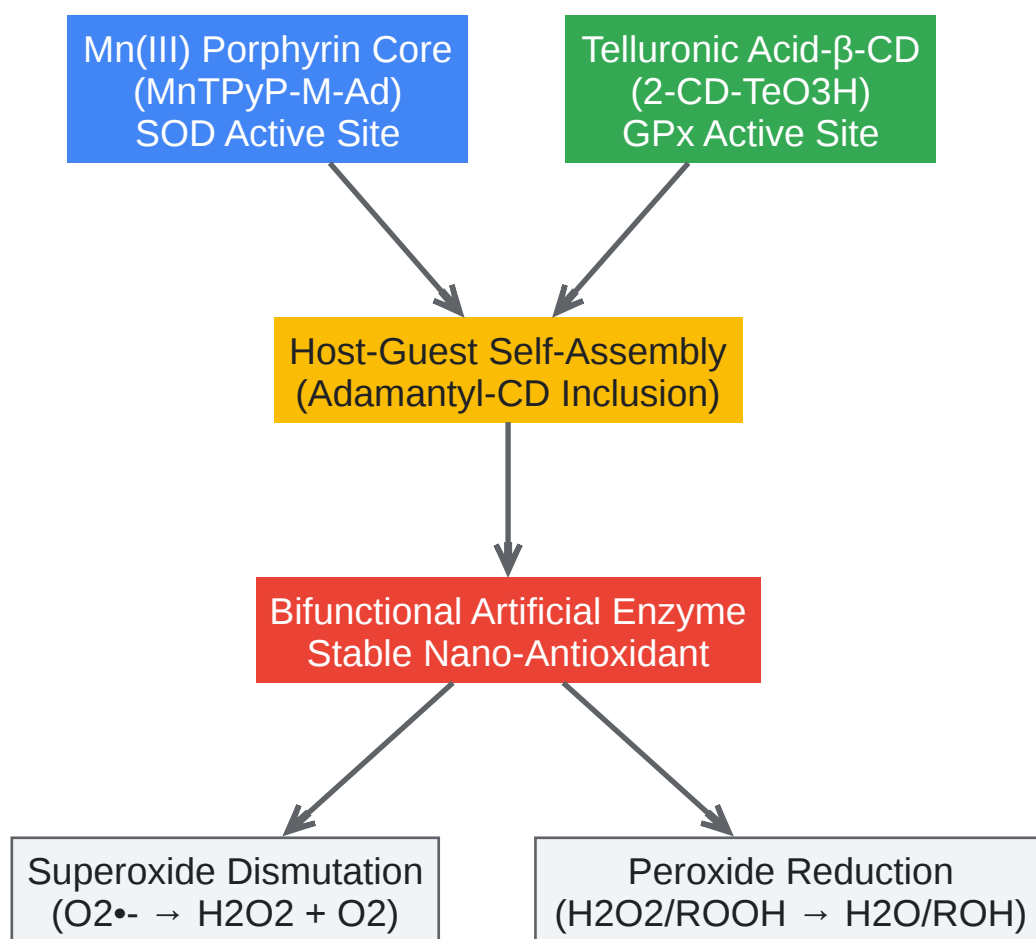 Mn(III) Porphyrin Core
(MnTPyP-M-Ad)
SOD Active Site
Telluronic Acid-β-CD
(2-CD-TeO3H)
GPx Active Site
Host-Guest Self-Assembly
(Adamantyl-CD Inclusion)
Bifunctional Artificial Enzyme
Stable Nano-Antioxidant
Superoxide Dismutation
(O2•- → H2O2 + O2)
Peroxide Reduction
(H2O2/ROOH → H2O/ROH)